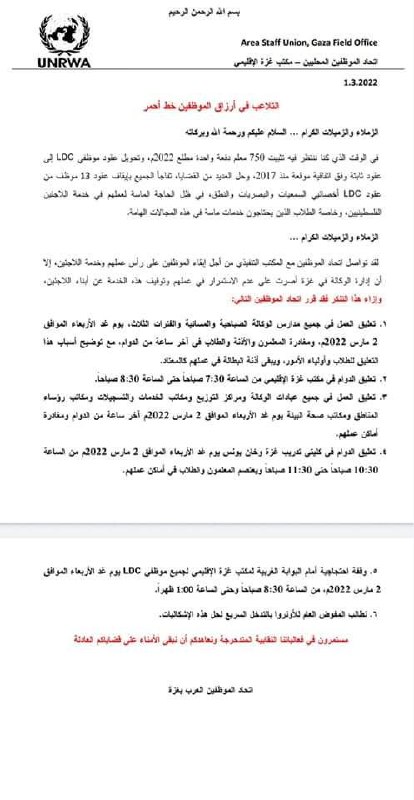 بسم الله الرحمن الرحيم
UNRWA
Area Staff Union, Gaza Field Office
اتحاد الموظفين المحليين – مكتب غزة الإقليمي
1.3.2022
التلاعب في أرزاق الموظفين خط أحمر
الزملاء والزميلات الكرام ... السلام عليكم ورحمة الله وبركاته
في الوقت الذي كنا ننتظر فيه تثبيت 750 معلم دفعة واحدة مطلع 2022م، وتحويل عقود موظفي LDC إلى
عقود ثابتة وفق اتفاقية موقعة منذ 2017، وحل العديد من القضايا، تفاجأ الجميع بإيقاف عقود 13 موظف من
عقود LDC أخصائيي السمعيات والبصريات والنطق، في ظل الحاجة الماسة لعملهم في خدمة اللاجئين
الفلسطينيين، وخاصة الطلاب الذين يحتاجون خدمات ماسة في هذه المجالات الهامة.
الزملاء والزميلات الكرام ...
لقد تواصل اتحاد الموظفين مع المكتب التنفيذي من أجل إبقاء الموظفين على رأس عملهم وخدمة اللاجئين، إلا
أن إدارة الوكالة في غزة أصرت على عدم الاستمرار في عملهم وتوقيف هذه الخدمة عن أبناء اللاجئين،
وإزاء هذا التنكر فقد قرر اتحاد الموظفين التالي:
١. تعليق العمل في جميع مدارس الوكالة الصباحية والمسائية والفترات الثلاث، يوم غد الأربعاء الموافق
2 مارس 2022م، ومغادرة المعلمون والأذنة والطلاب في آخر ساعة من الدوام، مع توضيح أسباب هذا
التعليق للطلاب وأولياء الأمور، ويبقى أذنة البطالة في عملهم كالمعتاد.
٢. تعليق الدوام في مكتب غزة الإقليمي من الساعة 7:30 صباحاً حتى الساعة 8:30 صباحاً.
٣. تعليق العمل في جميع عيادات الوكالة ومراكز التوزيع ومكاتب الخدمات والتسجيلات ومكاتب رؤساء
المناطق ومكاتب صحة البيئة يوم غد الأربعاء الموافق 2 مارس 2022م آخر ساعة من الدوام ومغادرة
أماكن عملهم.
٤. تعليق الدوام في كليتي تدريب غزة وخان يونس يوم غد الأربعاء الموافق 2 مارس 2022م من الساعة
10:30 صباحاً حتى 11:30 صباحاً ويعتصم المعلمون والطلاب في أماكن عملهم.
٥. وقفة احتجاجية أمام البوابة الغربية لمكتب غزة الإقليمي لجميع موظفي LDC يوم غد الأربعاء الموافق
2 مارس 2022م، من الساعة 8:30 صباحاً وحتى الساعة 1:00 ظهراً.
٦. نطالب المفوض العام للأونروا بالتدخل السريع لحل هذه الإشكاليات.
مستمرون في فعالياتنا النقابية المتدحرجة ونعاهدكم أن نبقى الأمناء على قضاياكم العادلة
اتحاد الموظفين العرب بغزة